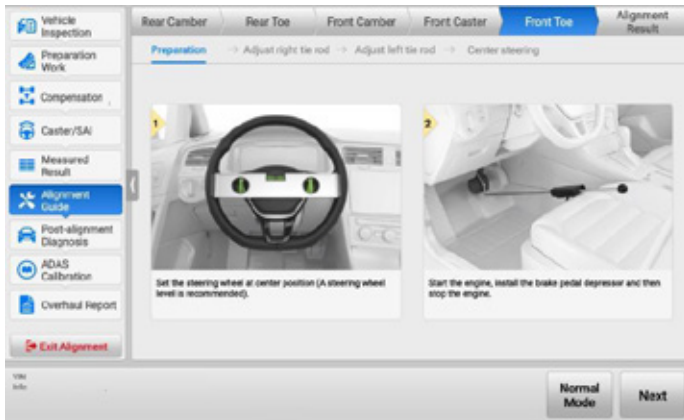 Vehicle
Inspection
Preparation
Work
Compensation
Caster/SAI
Measured
Result
Alignment
Guide
Post-alignment
Diagnosis
ADAS
Calibration
Overhaul Report
Exit Alignment
Rear Camber
Rear Toe
Front Camber
Front Caster
Front Toe
Alignment
Result
Preparation → Adjust right tie rod → Adjust left tie rod → Center steering
1
Set the steering wheel at center position (A steering wheel
level is recommended).
2
Start the engine, install the brake pedal depressor and then
stop the engine.
VIN
Info
Normal
Mode
Next